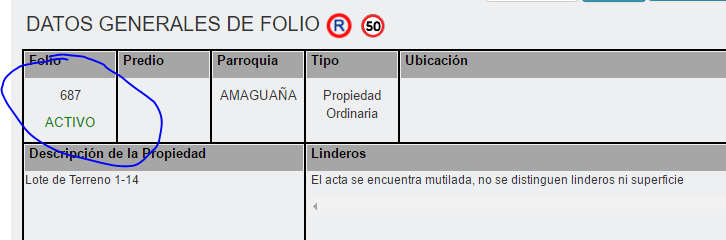 DATOS GENERALES DE FOLIO R 50
Folio Predio Parroquia Tipo Ubicación
687 AMAGUAÑA Propiedad
ACTIVO Ordinaria
Descripción de la Propiedad Linderos
Lote de Terreno 1-14 El acta se encuentra mutilada, no se distinguen linderos ni superficie